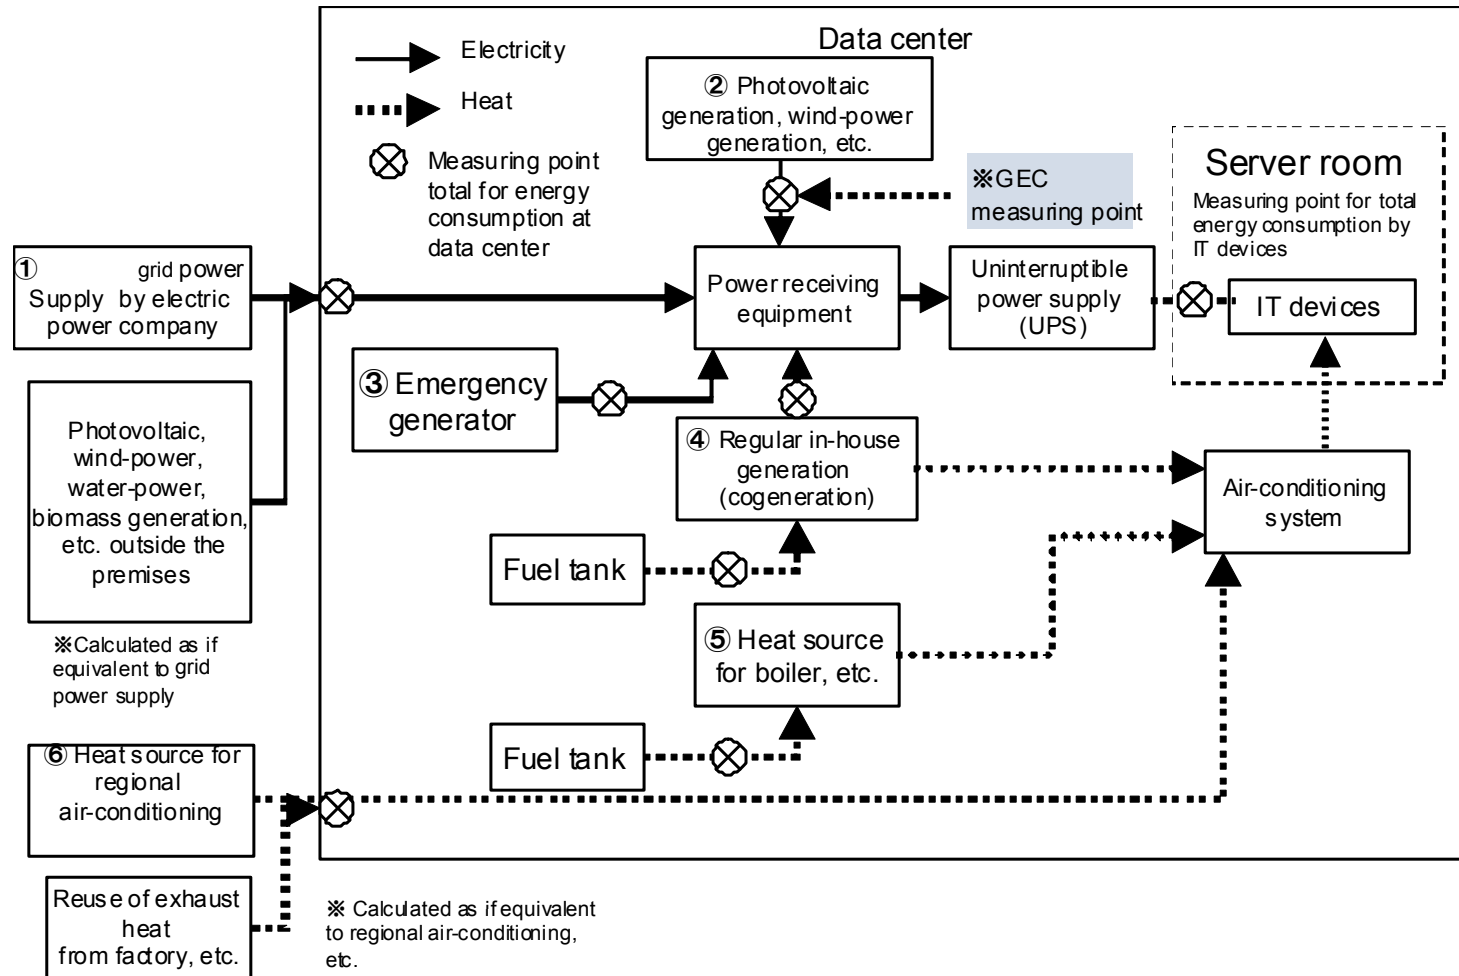 Data center
Electricity
Heat
Measuring point
total for energy
consumption at
data center
② Photovoltaic
generation, wind-power
generation, etc.
※GEC
measuring point
Server room
Measuring point for total
energy consumption by
IT devices
① grid power
Supply by electric
power company
Power receiving
equipment
Uninterruptible
power supply
(UPS)
IT devices
③ Emergency
generator
Photovoltaic,
wind-power,
water-power,
biomass generation,
etc. outside the
premises
④ Regular in-house
generation
(cogeneration)
Air-conditioning
system
Fuel tank
※Calculated as if
equivalent to grid
power supply
⑤ Heat source
for boiler, etc.
Fuel tank
⑥ Heat source for
regional
air-conditioning
Reuse of exhaust
heat
from factory, etc.
※ Calculated as if equivalent
to regional air-conditioning,
etc.